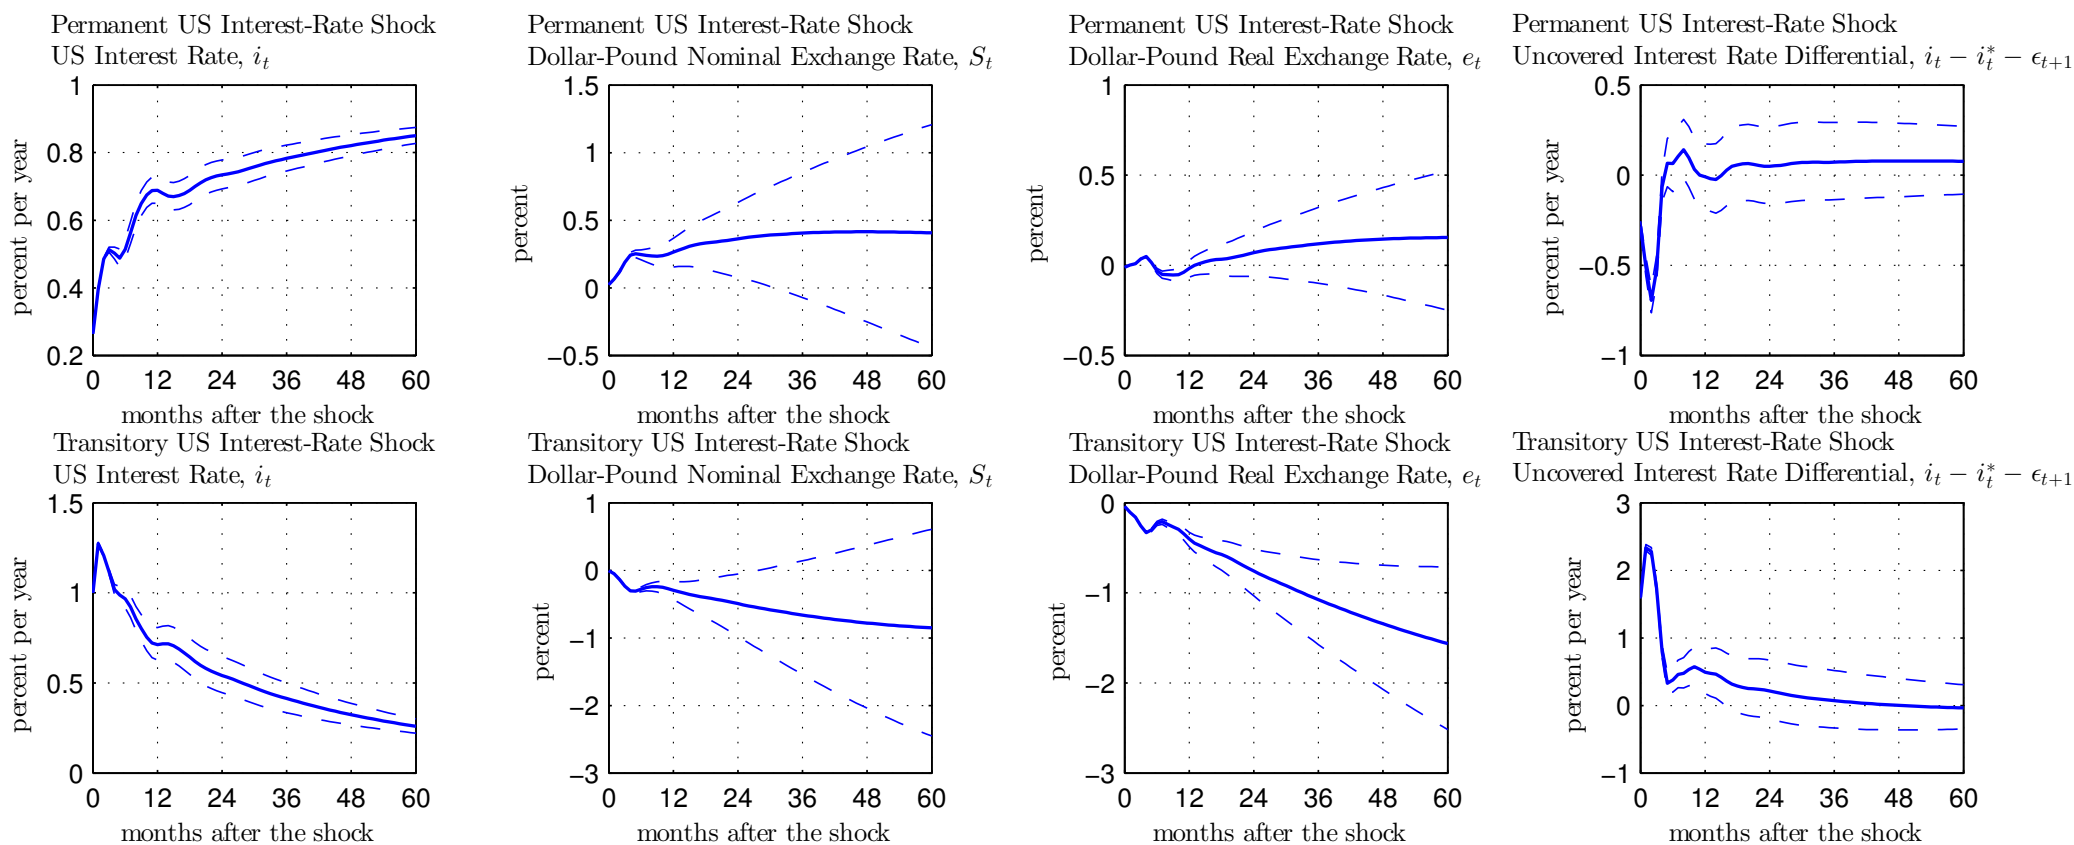 Permanent US Interest-Rate Shock
US Interest Rate, i_t
1
0.8
0.6
0.4
0.2
0 12 24 36 48 60
percent per year
months after the shock
Permanent US Interest-Rate Shock
Dollar-Pound Nominal Exchange Rate, S_t
1.5
1
0.5
0
−0.5
0 12 24 36 48 60
percent
months after the shock
Permanent US Interest-Rate Shock
Dollar-Pound Real Exchange Rate, e_t
1
0.5
0
−0.5
0 12 24 36 48 60
percent
months after the shock
Permanent US Interest-Rate Shock
Uncovered Interest Rate Differential, i_t − i_t^* − ϵ_{t+1}
0.5
0
−0.5
−1
0 12 24 36 48 60
percent per year
months after the shock
Transitory US Interest-Rate Shock
US Interest Rate, i_t
1.5
1
0.5
0
0 12 24 36 48 60
percent per year
months after the shock
Transitory US Interest-Rate Shock
Dollar-Pound Nominal Exchange Rate, S_t
1
0
−1
−2
−3
0 12 24 36 48 60
percent
months after the shock
Transitory US Interest-Rate Shock
Dollar-Pound Real Exchange Rate, e_t
0
−1
−2
−3
0 12 24 36 48 60
percent
months after the shock
Transitory US Interest-Rate Shock
Uncovered Interest Rate Differential, i_t − i_t^* − ϵ_{t+1}
3
2
1
0
−1
0 12 24 36 48 60
percent per year
months after the shock